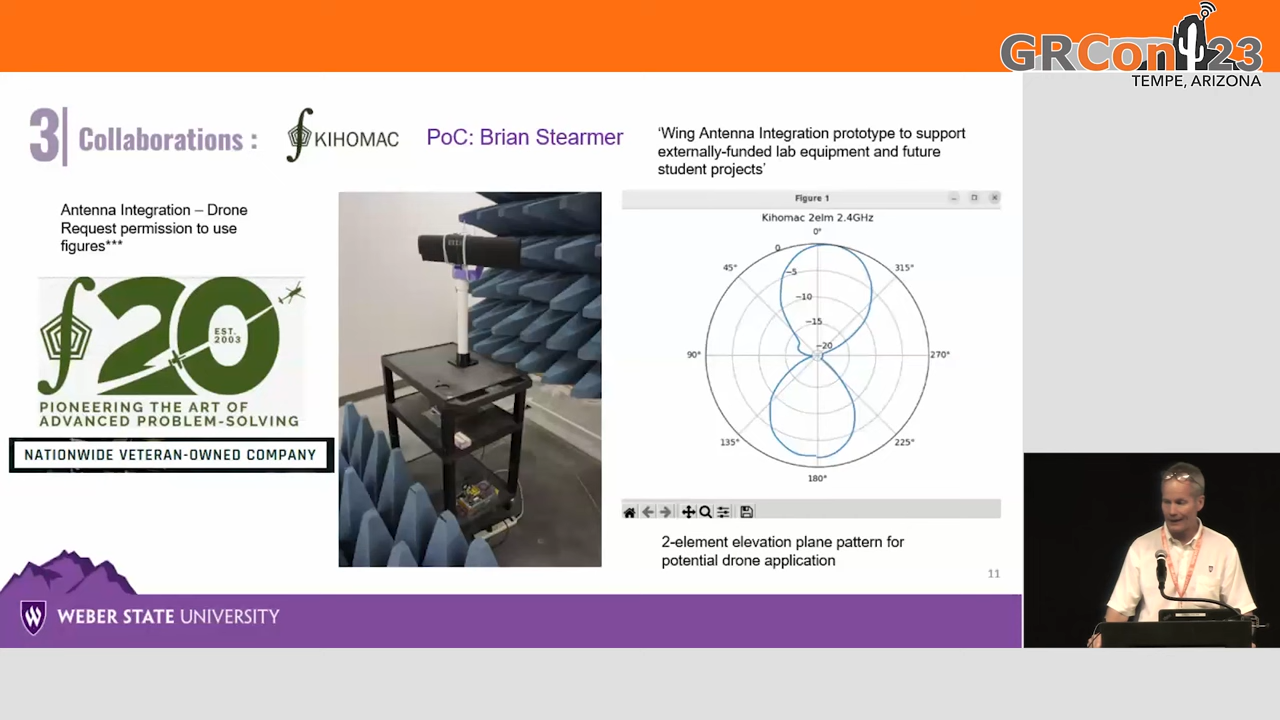 GRCon 23
TEMPE, ARIZONA
3 Collaborations :
KIHOMAC
PoC: Brian Stearmer
'Wing Antenna Integration prototype to support
externally-funded lab equipment and future
student projects'
Antenna Integration – Drone
Request permission to use
figures***
20
EST.
2003
PIONEERING THE ART OF
ADVANCED PROBLEM-SOLVING
NATIONWIDE VETERAN-OWNED COMPANY
Figure 1
Kihomac 2elm 2.4GHz
0°
45°
315°
0
−5
−10
−15
−20
90°
270°
135°
225°
180°
2-element elevation plane pattern for
potential drone application
11
W WEBER STATE UNIVERSITY